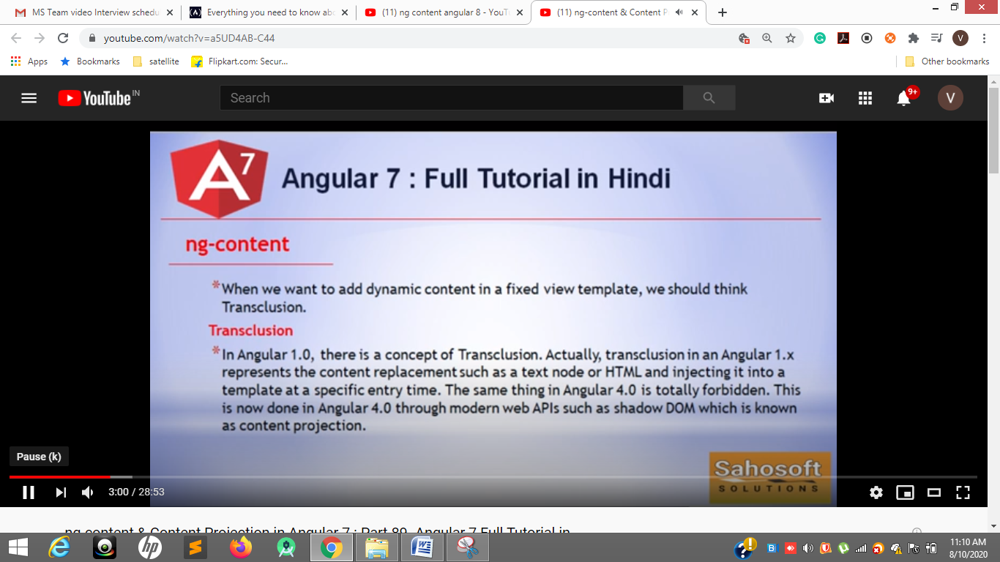 MS Team video Interview schedu
Everything you need to know abo
(11) ng content angular 8 - YouTu
(11) ng-content & Content P
youtube.com/watch?v=a5UD4AB-C44
V
Apps
Bookmarks
satellite
Flipkart.com: Secur...
Other bookmarks
YouTube IN
Search
9+
V
A7
Angular 7 : Full Tutorial in Hindi
ng-content
*When we want to add dynamic content in a fixed view template, we should think
Transclusion.
Transclusion
*In Angular 1.0, there is a concept of Transclusion. Actually, transclusion in an Angular 1.x
represents the content replacement such as a text node or HTML and injecting it into a
template at a specific entry time. The same thing in Angular 4.0 is totally forbidden. This
is now done in Angular 4.0 through modern web APIs such as shadow DOM which is known
as content projection.
Sahosoft
SOLUTIONS
Pause (k)
3:00 / 28:53
ng-content & Content Projection in Angular 7 : Part 89, Angular 7 Full Tutorial in
11:10 AM
8/10/2020